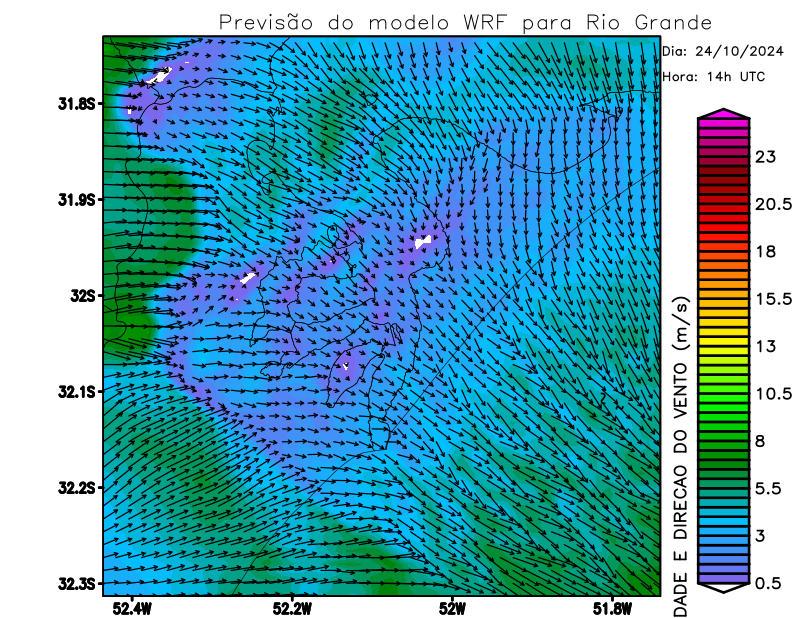 Previsão do modelo WRF para Rio Grande
Dia: 24/10/2024
Hora: 14h UTC
31.8S
31.9S
32S
32.1S
32.2S
32.3S
52.4W
52.2W
52W
51.8W
23
20.5
18
15.5
13
10.5
8
5.5
3
0.5
DADE E DIRECAO DO VENTO (m/s)